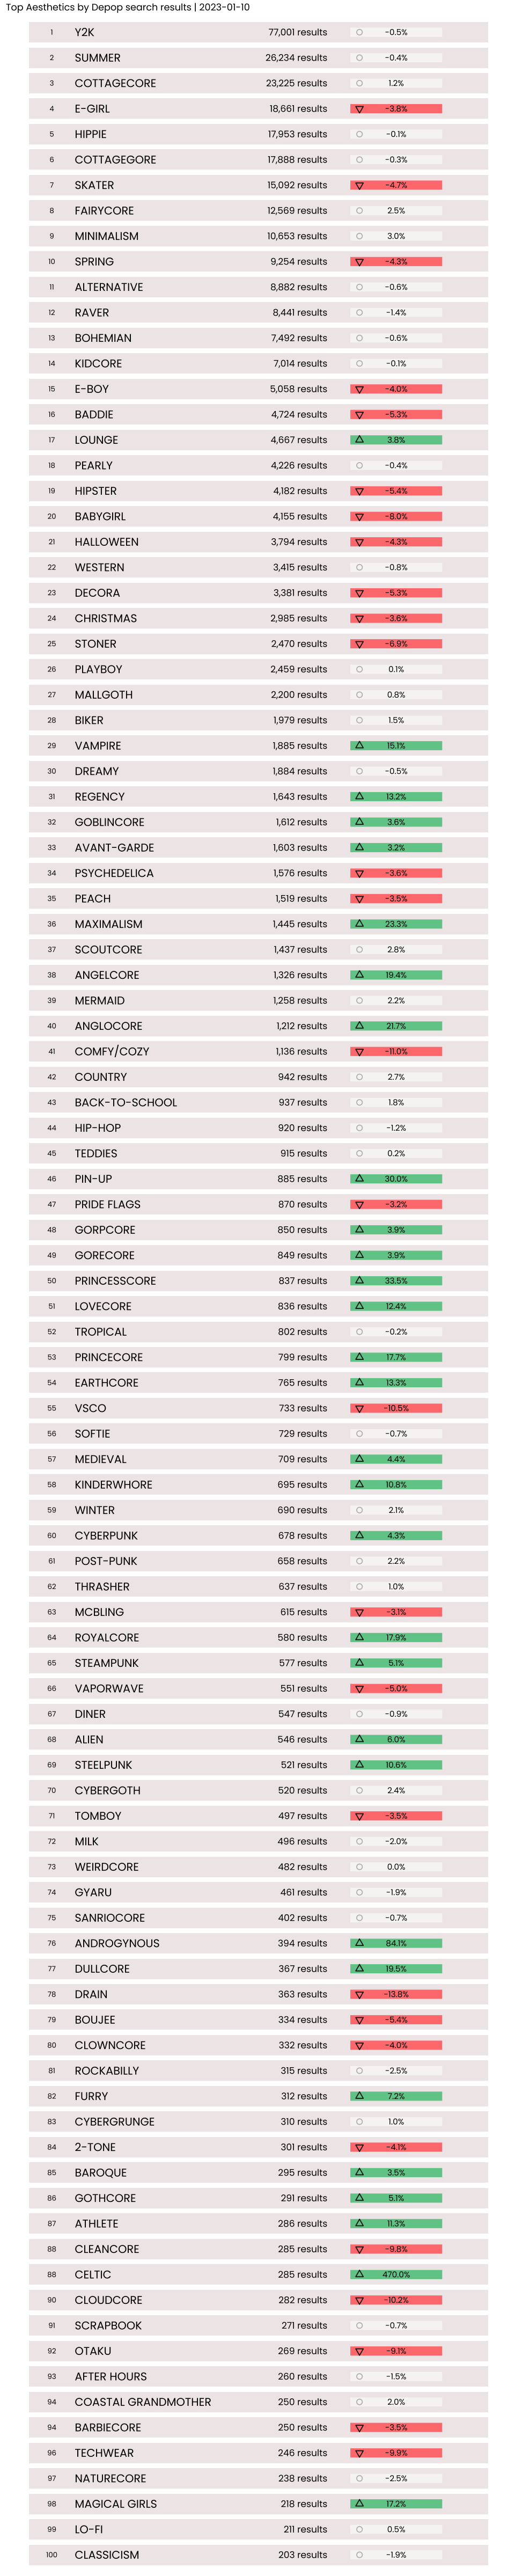 Top Aesthetics by Depop search results | 2023-01-10
1 Y2K 77,001 results -0.5%
2 SUMMER 26,234 results -0.4%
3 COTTAGECORE 23,225 results 1.2%
4 E-GIRL 18,661 results -3.8%
5 HIPPIE 17,953 results -0.1%
6 COTTAGEGORE 17,888 results -0.3%
7 SKATER 15,092 results -4.7%
8 FAIRYCORE 12,569 results 2.5%
9 MINIMALISM 10,653 results 3.0%
10 SPRING 9,254 results -4.3%
11 ALTERNATIVE 8,882 results -0.6%
12 RAVER 8,441 results -1.4%
13 BOHEMIAN 7,492 results -0.6%
14 KIDCORE 7,014 results -0.1%
15 E-BOY 5,058 results -4.0%
16 BADDIE 4,724 results -5.3%
17 LOUNGE 4,667 results 3.8%
18 PEARLY 4,226 results -0.4%
19 HIPSTER 4,182 results -5.4%
20 BABYGIRL 4,155 results -8.0%
21 HALLOWEEN 3,794 results -4.3%
22 WESTERN 3,415 results -0.8%
23 DECORA 3,381 results -5.3%
24 CHRISTMAS 2,985 results -3.6%
25 STONER 2,470 results -6.9%
26 PLAYBOY 2,459 results 0.1%
27 MALLGOTH 2,200 results 0.8%
28 BIKER 1,979 results 1.5%
29 VAMPIRE 1,885 results 15.1%
30 DREAMY 1,884 results -0.5%
31 REGENCY 1,643 results 13.2%
32 GOBLINCORE 1,612 results 3.6%
33 AVANT-GARDE 1,603 results 3.2%
34 PSYCHEDELICA 1,576 results -3.6%
35 PEACH 1,519 results -3.5%
36 MAXIMALISM 1,445 results 23.3%
37 SCOUTCORE 1,437 results 2.8%
38 ANGELCORE 1,326 results 19.4%
39 MERMAID 1,258 results 2.2%
40 ANGLOCORE 1,212 results 21.7%
41 COMFY/COZY 1,136 results -11.0%
42 COUNTRY 942 results 2.7%
43 BACK-TO-SCHOOL 937 results 1.8%
44 HIP-HOP 920 results -1.2%
45 TEDDIES 915 results 0.2%
46 PIN-UP 885 results 30.0%
47 PRIDE FLAGS 870 results -3.2%
48 GORPCORE 850 results 3.9%
49 GORECORE 849 results 3.9%
50 PRINCESSCORE 837 results 33.5%
51 LOVECORE 836 results 12.4%
52 TROPICAL 802 results -0.2%
53 PRINCECORE 799 results 17.7%
54 EARTHCORE 765 results 13.3%
55 VSCO 733 results -10.5%
56 SOFTIE 729 results -0.7%
57 MEDIEVAL 709 results 4.4%
58 KINDERWHORE 695 results 10.8%
59 WINTER 690 results 2.1%
60 CYBERPUNK 678 results 4.3%
61 POST-PUNK 658 results 2.2%
62 THRASHER 637 results 1.0%
63 MCBLING 615 results -3.1%
64 ROYALCORE 580 results 17.9%
65 STEAMPUNK 577 results 5.1%
66 VAPORWAVE 551 results -5.0%
67 DINER 547 results -0.9%
68 ALIEN 546 results 6.0%
69 STEELPUNK 521 results 10.6%
70 CYBERGOTH 520 results 2.4%
71 TOMBOY 497 results -3.5%
72 MILK 496 results -2.0%
73 WEIRDCORE 482 results 0.0%
74 GYARU 461 results -1.9%
75 SANRIOCORE 402 results -0.7%
76 ANDROGYNOUS 394 results 84.1%
77 DULLCORE 367 results 19.5%
78 DRAIN 363 results -13.8%
79 BOUJEE 334 results -5.4%
80 CLOWNCORE 332 results -4.0%
81 ROCKABILLY 315 results -2.5%
82 FURRY 312 results 7.2%
83 CYBERGRUNGE 310 results 1.0%
84 2-TONE 301 results -4.1%
85 BAROQUE 295 results 3.5%
86 GOTHCORE 291 results 5.1%
87 ATHLETE 286 results 11.3%
88 CLEANCORE 285 results -9.8%
88 CELTIC 285 results 470.0%
90 CLOUDCORE 282 results -10.2%
91 SCRAPBOOK 271 results -0.7%
92 OTAKU 269 results -9.1%
93 AFTER HOURS 260 results -1.5%
94 COASTAL GRANDMOTHER 250 results 2.0%
94 BARBIECORE 250 results -3.5%
96 TECHWEAR 246 results -9.9%
97 NATURECORE 238 results -2.5%
98 MAGICAL GIRLS 218 results 17.2%
99 LO-FI 211 results 0.5%
100 CLASSICISM 203 results -1.9%